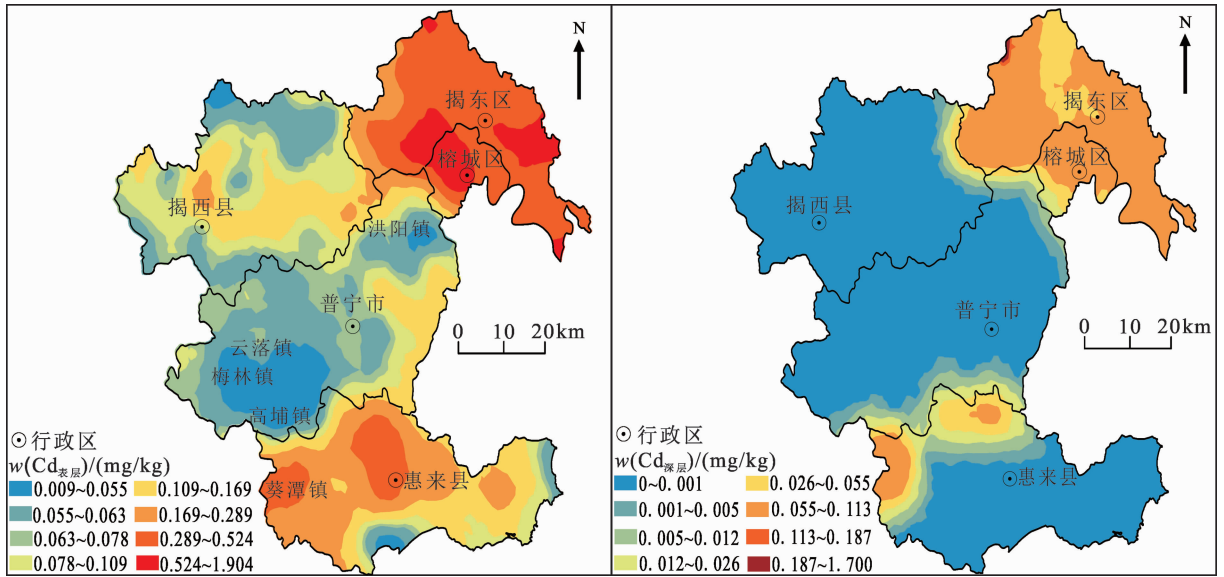 N
揭东区
榕城区
揭西县
洪阳镇
普宁市
0 10 20km
云落镇
梅林镇
高埔镇
葵潭镇
惠来县
行政区
w(Cd表层)/(mg/kg)
0.009~0.055
0.055~0.063
0.063~0.078
0.078~0.109
0.109~0.169
0.169~0.289
0.289~0.524
0.524~1.904
N
揭东区
榕城区
揭西县
普宁市
0 10 20km
惠来县
行政区
w(Cd深层)/(mg/kg)
0~0.001
0.001~0.005
0.005~0.012
0.012~0.026
0.026~0.055
0.055~0.113
0.113~0.187
0.187~1.700